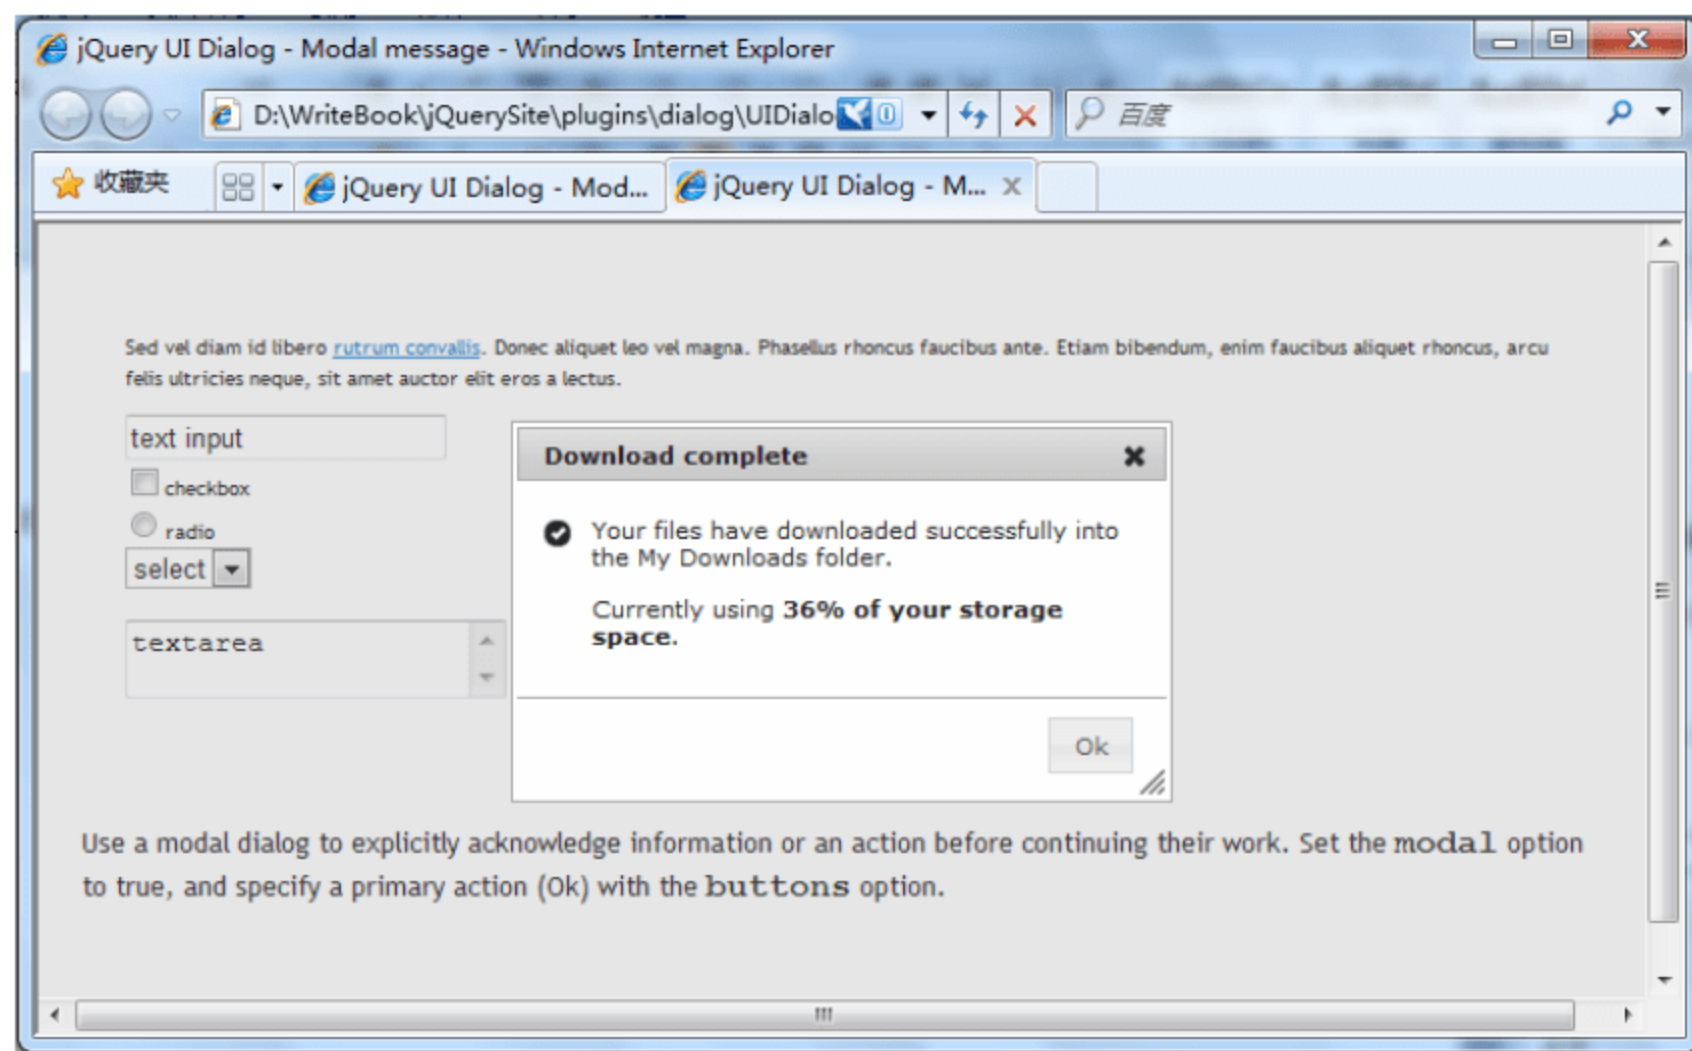 jQuery UI Dialog - Modal message - Windows Internet Explorer
D:\WriteBook\jQuerySite\plugins\dialog\UIDialo 0 百度
收藏夹 jQuery UI Dialog - Mod... jQuery UI Dialog - M... X
Sed vel diam id libero rutrum convallis. Donec aliquet leo vel magna. Phasellus rhoncus faucibus ante. Etiam bibendum, enim faucibus aliquet rhoncus, arcu
felis ultricies neque, sit amet auctor elit eros a lectus.
text input
checkbox
radio
select
textarea
Download complete
Your files have downloaded successfully into
the My Downloads folder.
Currently using 36% of your storage
space.
Ok
Use a modal dialog to explicitly acknowledge information or an action before continuing their work. Set the modal option
to true, and specify a primary action (Ok) with the buttons option.